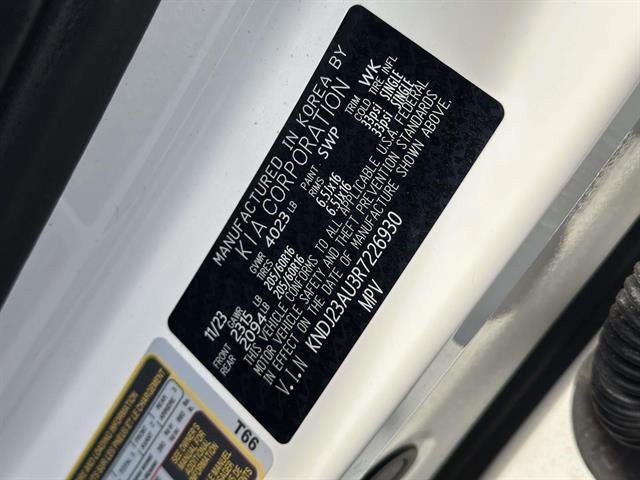 MANUFACTURED IN KOREA BY
KIA CORPORATION
11/23 GVWR 4023 LB PAINT: SWP TRIM WK
GAWR TIRES RIMS COLD TIRE INFL
FRONT 2315 LB 205/60R16 6.5JX16 33psi SINGLE
REAR 2094 LB 205/60R16 6.5JX16 33psi SINGLE
THIS VEHICLE CONFORMS TO ALL APPLICABLE U.S.A. FEDERAL
MOTOR VEHICLE SAFETY AND THEFT PREVENTION STANDARDS
IN EFFECT ON THE DATE OF MANUFACTURE SHOWN ABOVE.
V.I.N KNDJ23AU3R7226930
MPV
T66